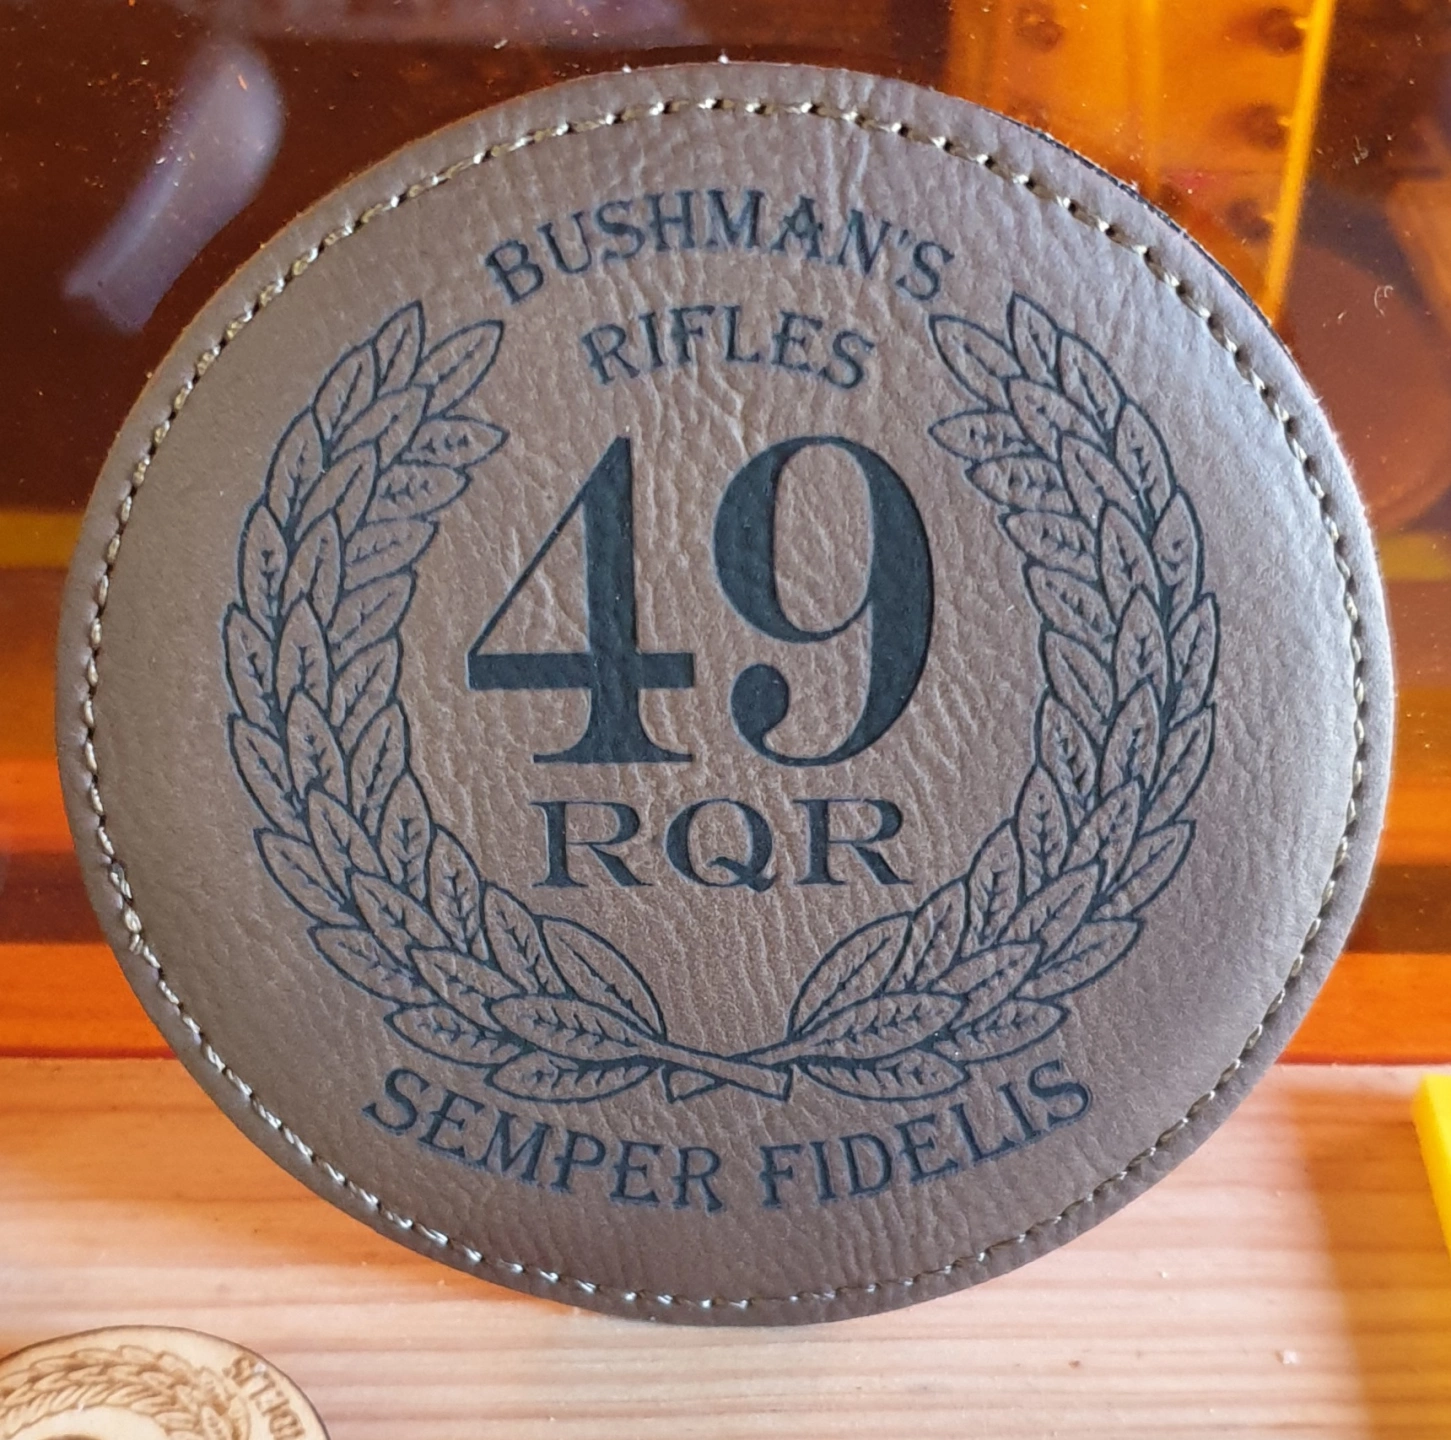 BUSHMAN'S
RIFLES
49
RQR
SEMPER FIDELIS